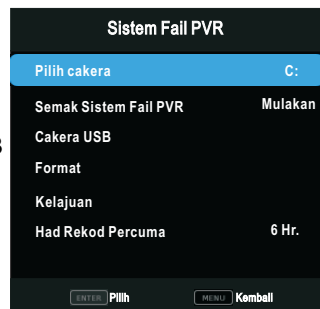 Sistem Fail PVR
Pilih cakera C:
Semak Sistem Fail PVR Mulakan
Cakera USB
Format
Kelajuan
Had Rekod Percuma 6 Hr.
ENTER Pilih MENU Kembali